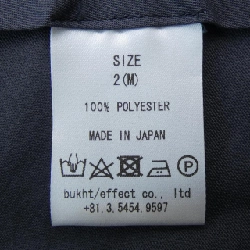 SIZE
2(M)
100% POLYESTER
MADE IN JAPAN
bukht/effect co., ltd
+81.3.5454.9597